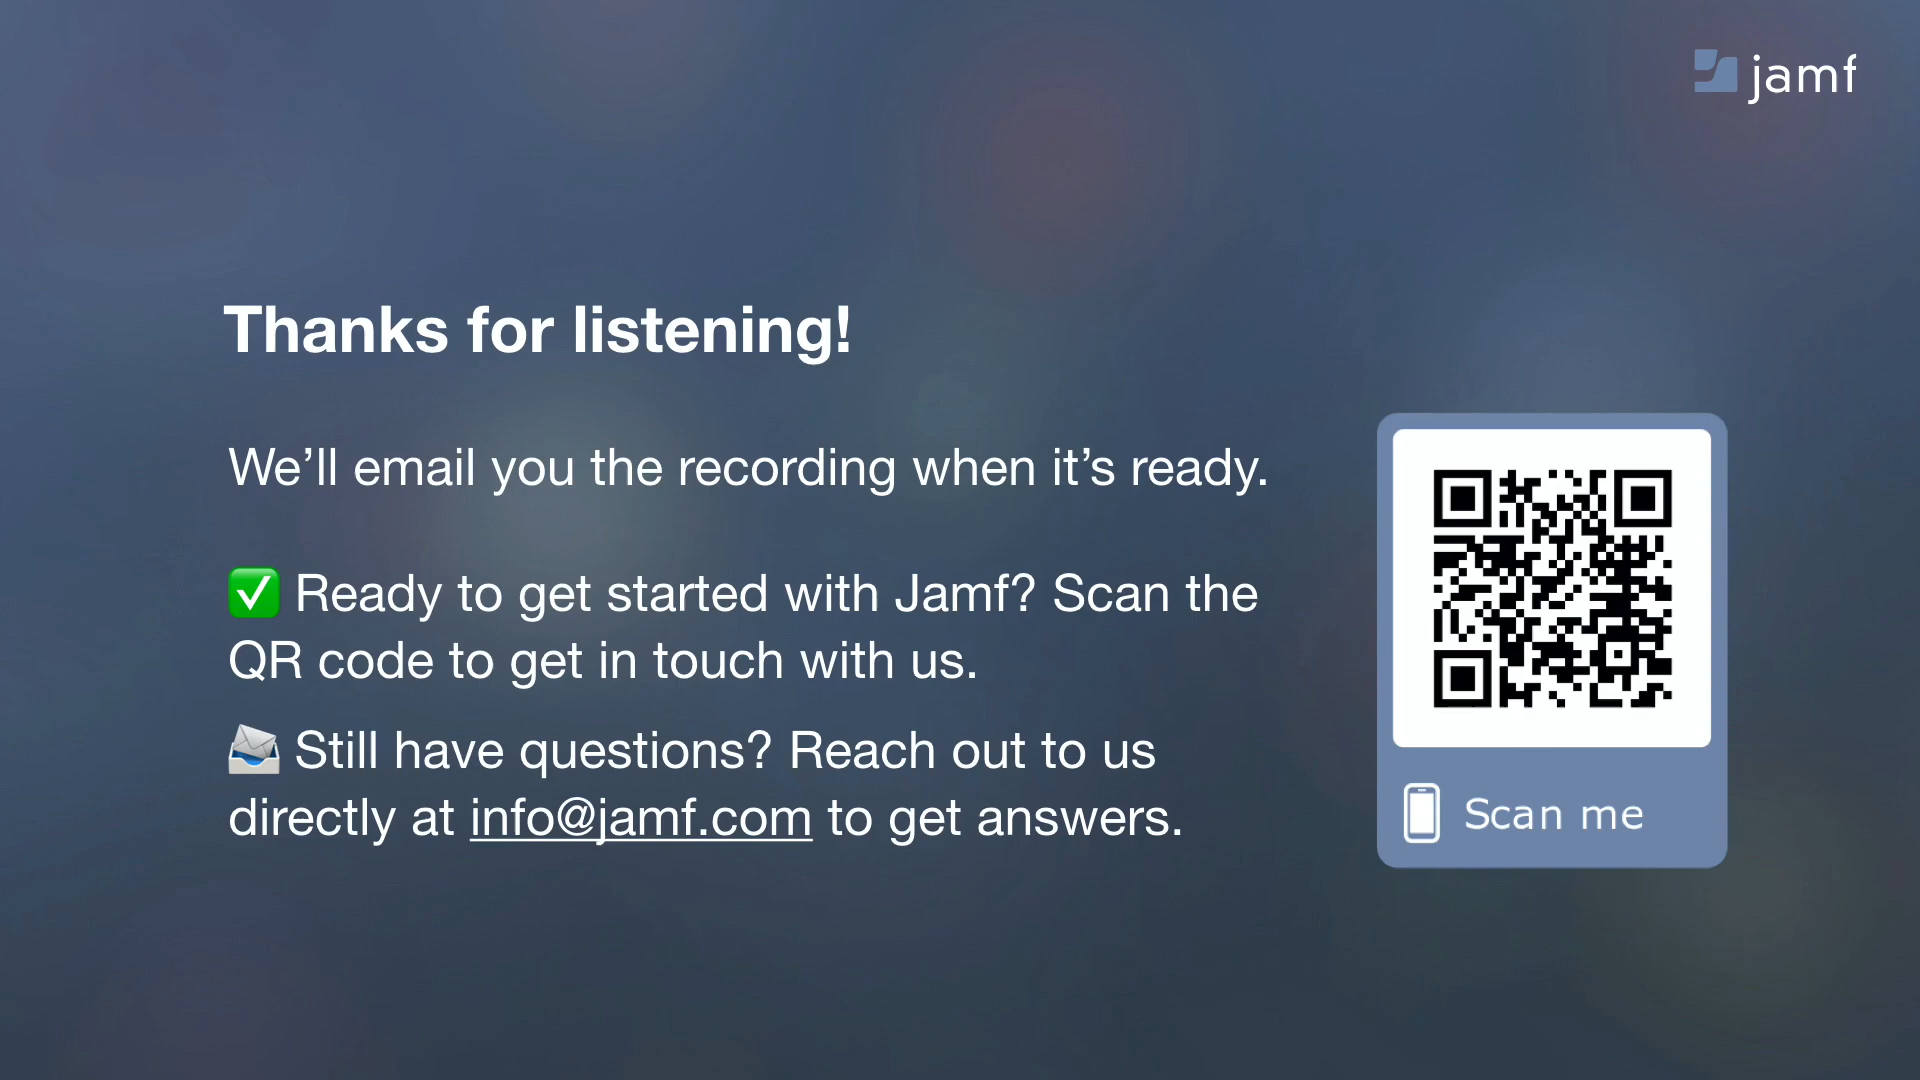 jamf
Thanks for listening!
We’ll email you the recording when it’s ready.
✅ Ready to get started with Jamf? Scan the
QR code to get in touch with us.
📨 Still have questions? Reach out to us
directly at info@jamf.com to get answers.
Scan me